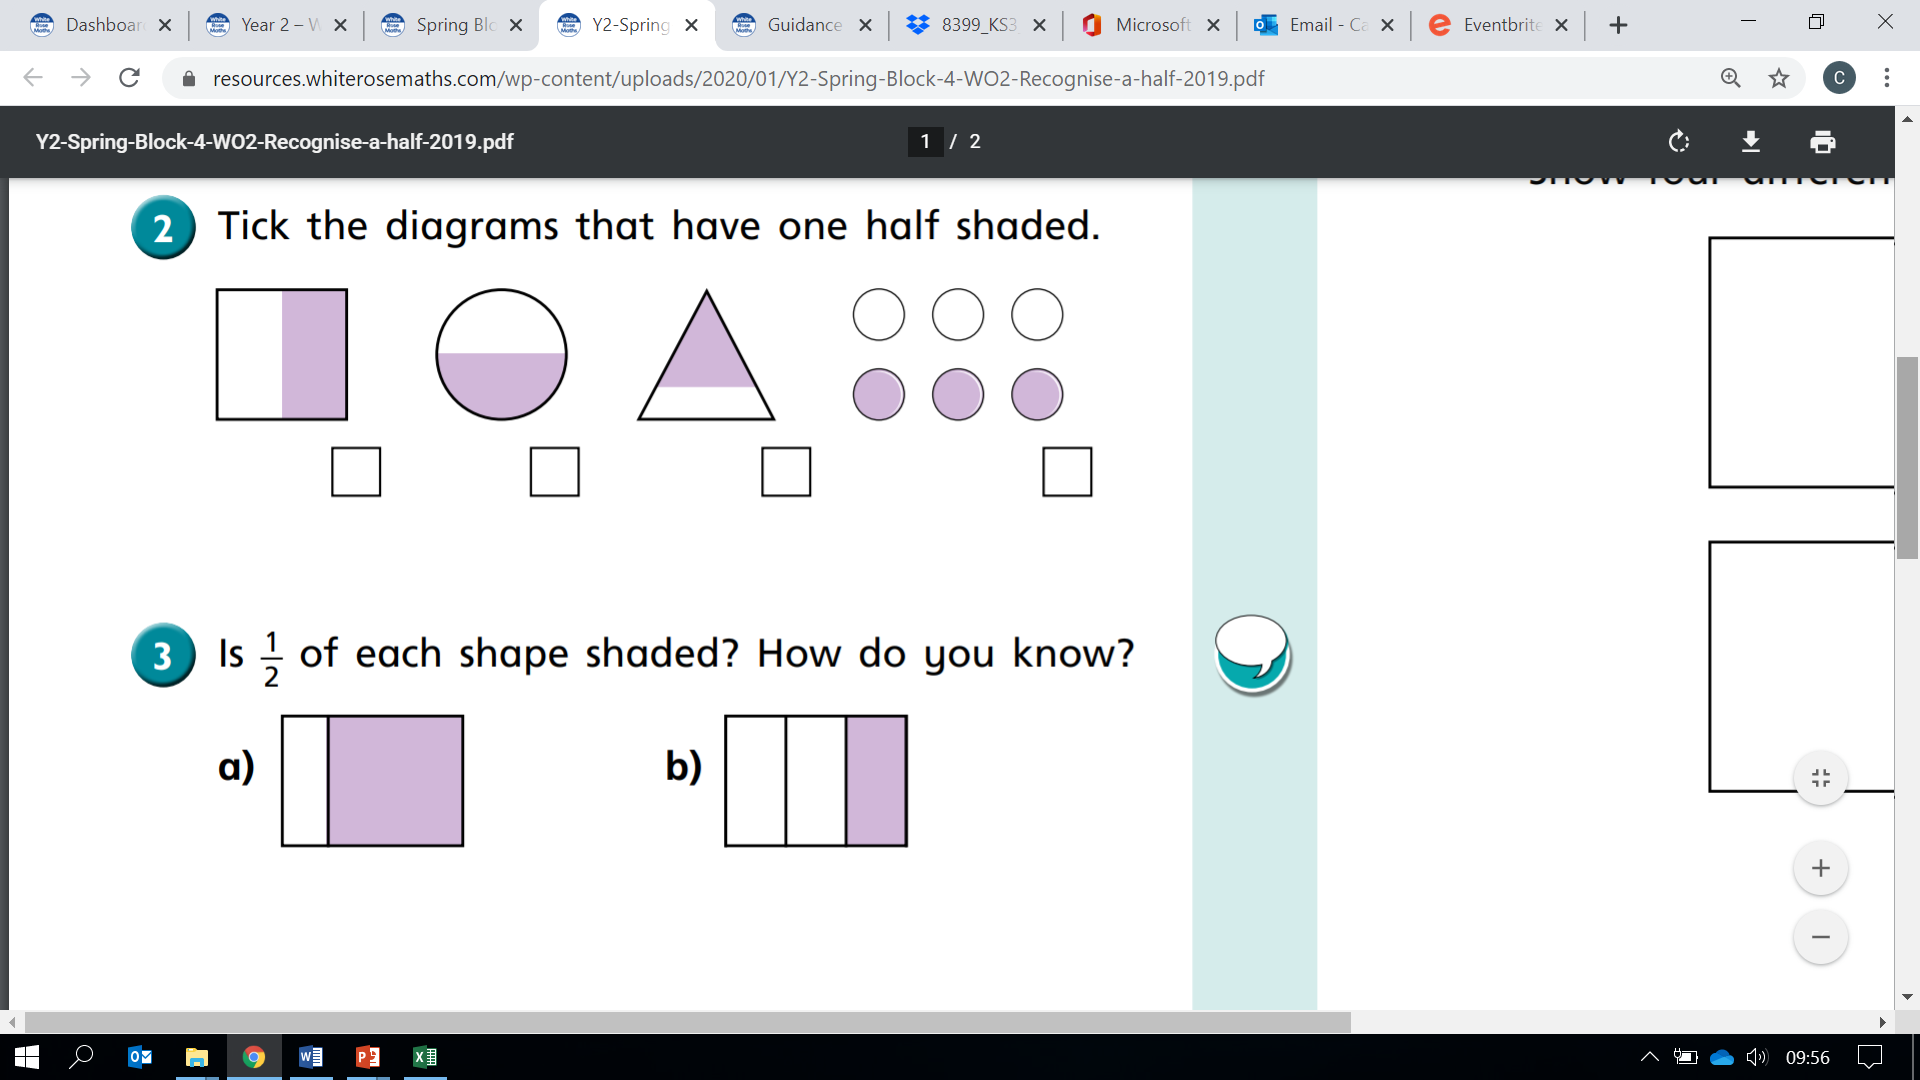 Dashboar
Year 2 – W
Spring Blc
Y2-Spring
Guidance
8399_KS3
Microsoft
Email - Ca
Eventbrite
resources.whiterosemaths.com/wp-content/uploads/2020/01/Y2-Spring-Block-4-WO2-Recognise-a-half-2019.pdf
C
Y2-Spring-Block-4-WO2-Recognise-a-half-2019.pdf
1 / 2
2 Tick the diagrams that have one half shaded.
3 Is 1/2 of each shape shaded? How do you know?
a)
b)
09:56